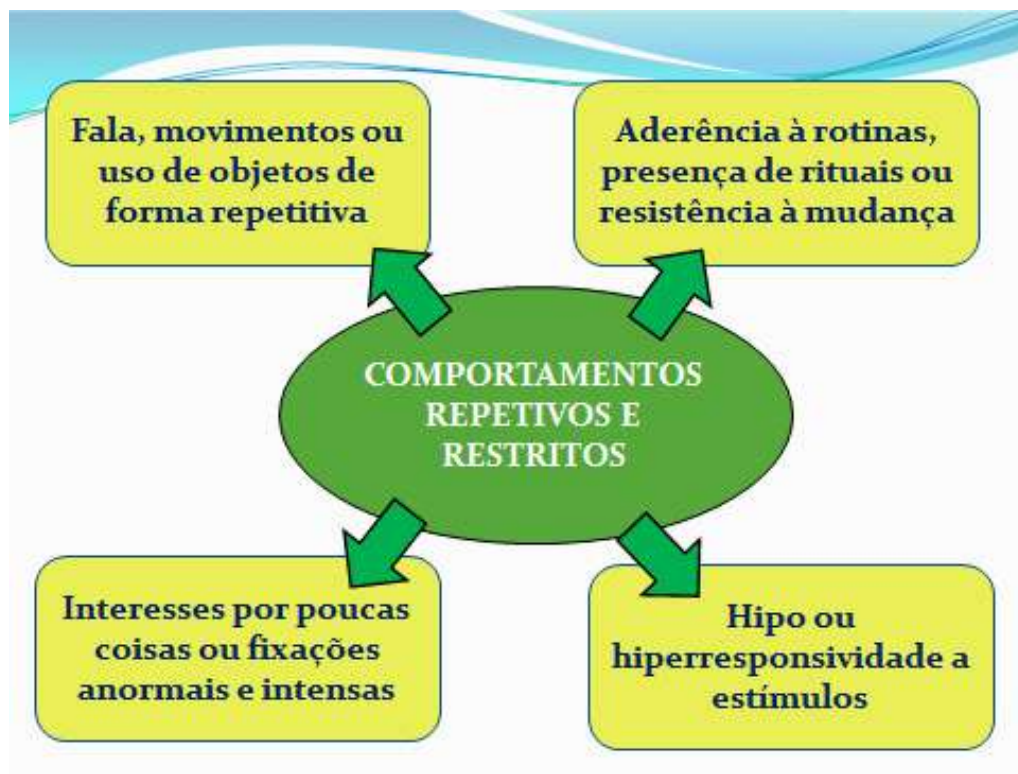 Fala, movimentos ou
uso de objetos de
forma repetitiva
Aderência à rotinas,
presença de rituais ou
resistência à mudança
COMPORTAMENTOS
REPETIVOS E
RESTRITOS
Interesses por poucas
coisas ou fixações
anormais e intensas
Hipo ou
hiperresponsividade a
estímulos